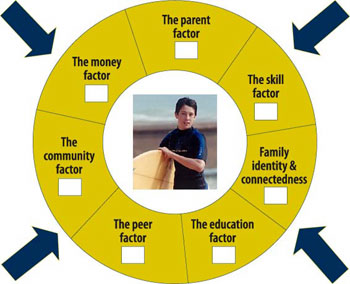 The parent
factor
The skill
factor
Family
identity &
connectedness
The education
factor
The peer
factor
The
community
factor
The money
factor